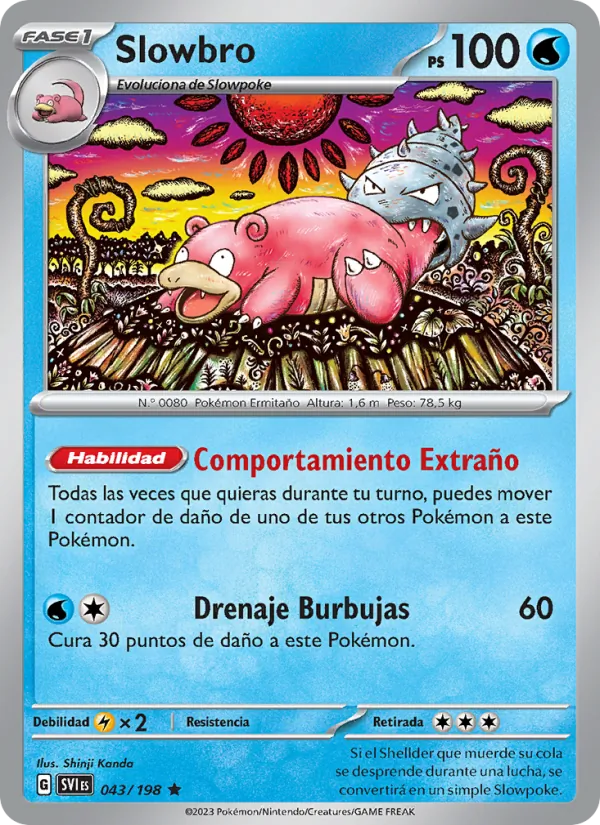 FASE 1
Slowbro
PS 100
Evoluciona de Slowpoke
N.º 0080 Pokémon Ermitaño Altura: 1,6 m Peso: 78,5 kg
Habilidad Comportamiento Extraño
Todas las veces que quieras durante tu turno, puedes mover
1 contador de daño de uno de tus otros Pokémon a este
Pokémon.
Drenaje Burbujas 60
Cura 30 puntos de daño a este Pokémon.
Debilidad ×2 Resistencia Retirada
Ilus. Shinji Kanda
G SVI ES 043/198
Si el Shellder que muerde su cola
se desprende durante una lucha, se
convertirá en un simple Slowpoke.
©2023 Pokémon/Nintendo/Creatures/GAME FREAK